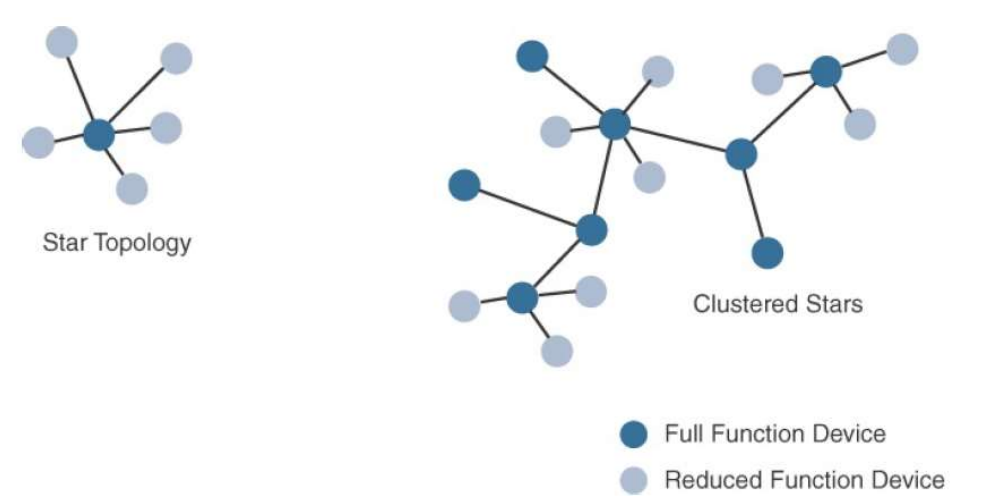 Star Topology
Clustered Stars
Full Function Device
Reduced Function Device